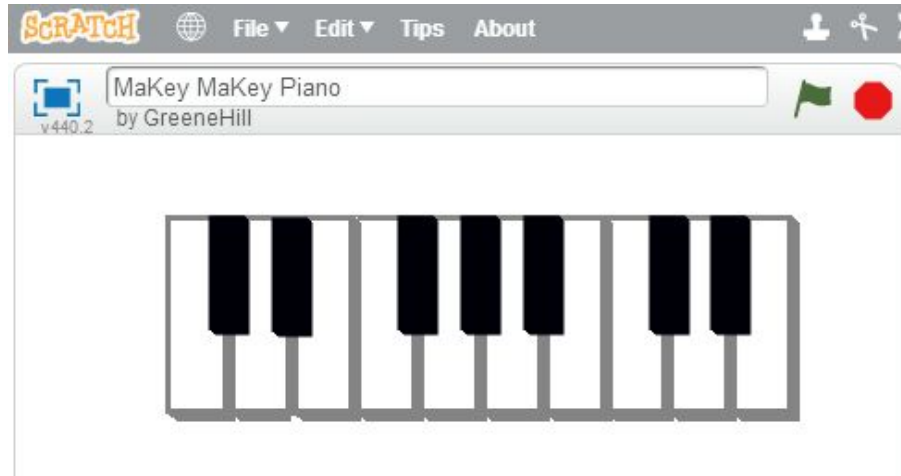 SCRATCH File Edit Tips About
MaKey MaKey Piano
v440.2 by GreeneHill